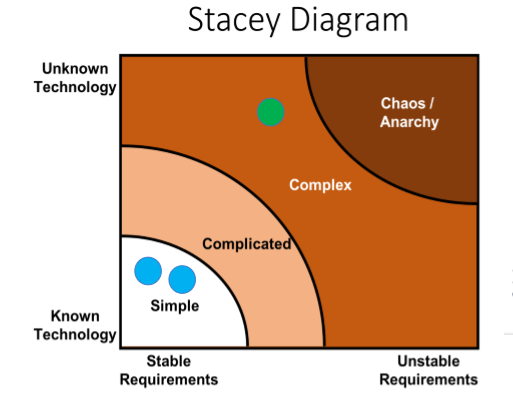 Stacey Diagram
Unknown
Technology
Chaos /
Anarchy
Complex
Complicated
Simple
Known
Technology
Stable
Requirements
Unstable
Requirements